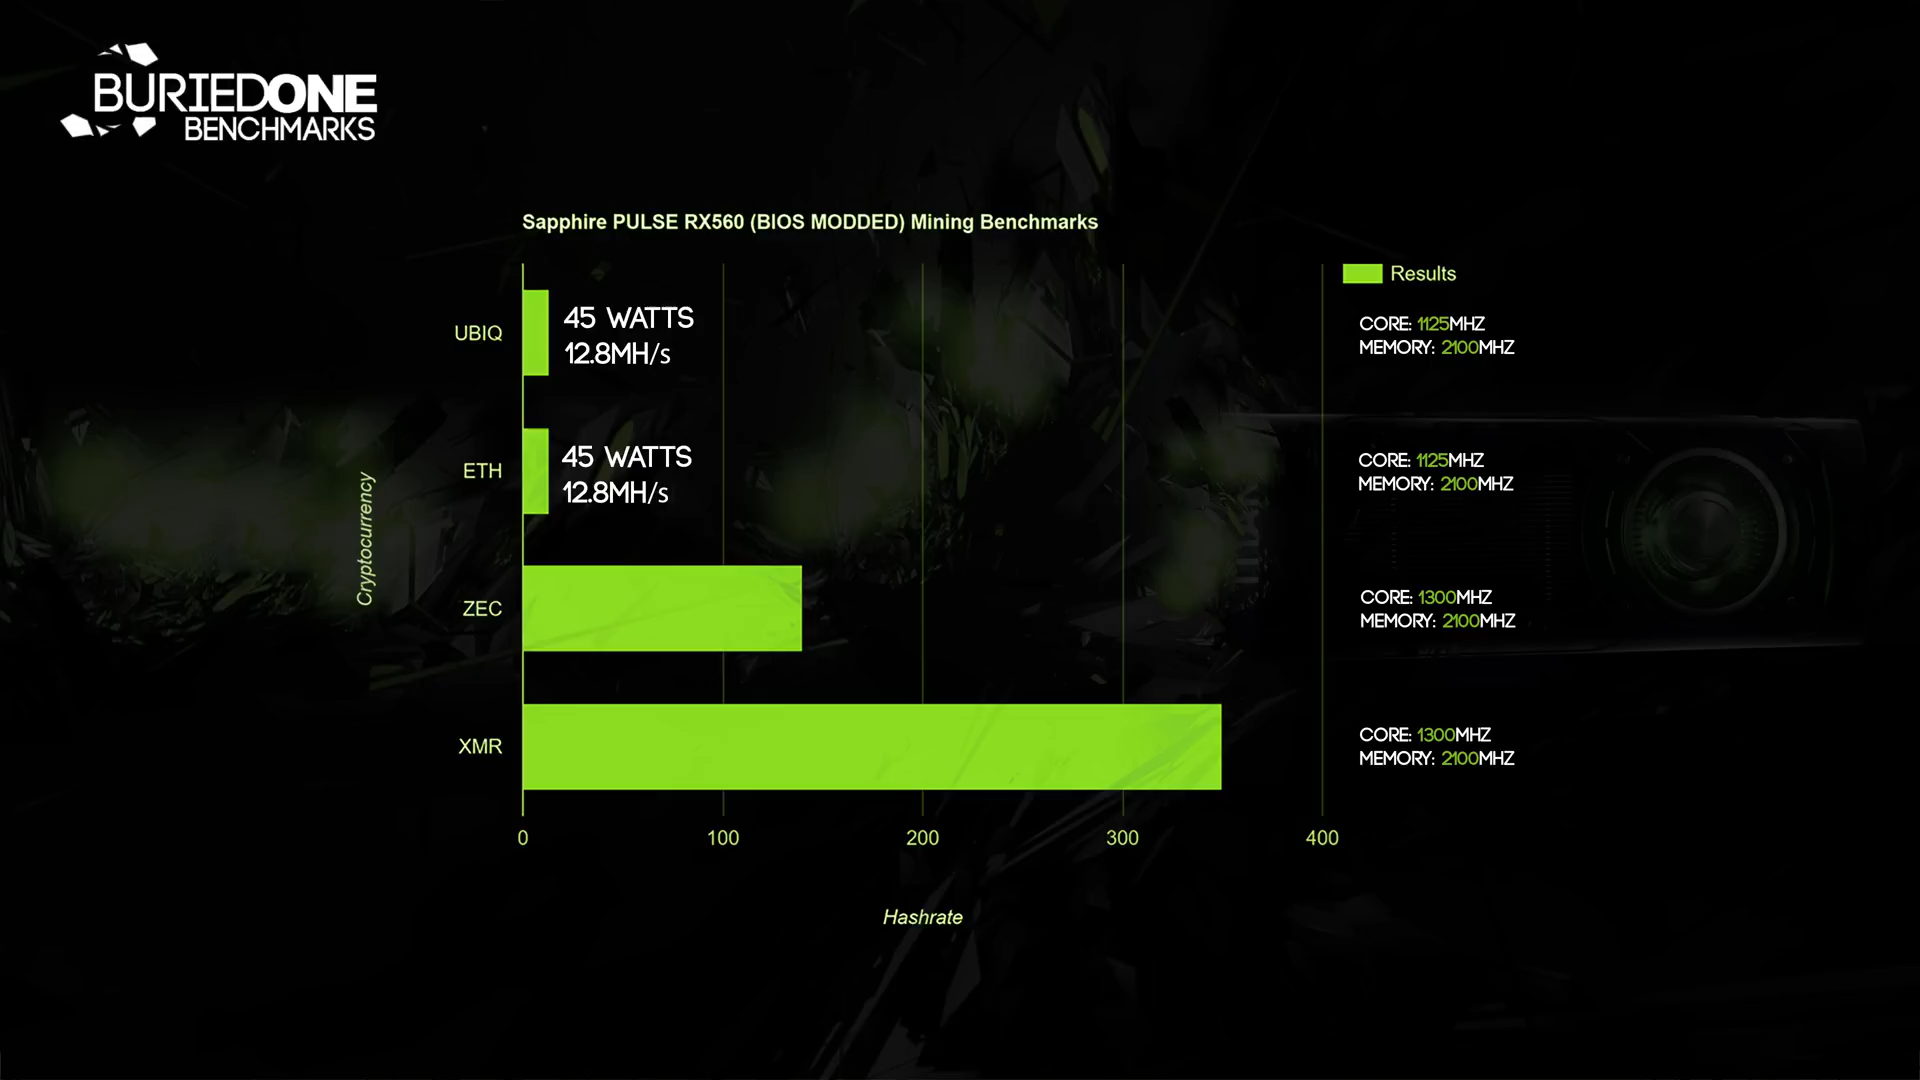 BURIEDONE
BENCHMARKS
Sapphire PULSE RX560 (BIOS MODDED) Mining Benchmarks
Results
UBIQ
45 WATTS
12.8MH/s
CORE: 1125MHZ
MEMORY: 2100MHZ
ETH
45 WATTS
12.8MH/s
CORE: 1125MHZ
MEMORY: 2100MHZ
ZEC
CORE: 1300MHZ
MEMORY: 2100MHZ
XMR
CORE: 1300MHZ
MEMORY: 2100MHZ
Cryptocurrency
0 100 200 300 400
Hashrate